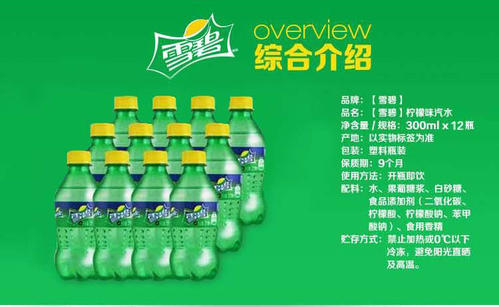 雪碧
overview
综合介绍
品牌:【雪碧】
品名:【雪碧】柠檬味汽水
净含量/规格:300ml x 12瓶
产地:以实物标签为准
包装:塑料瓶装
保质期:9个月
使用方法:开瓶即饮
配料:水、果葡糖浆、白砂糖、
食品添加剂(二氧化碳、
柠檬酸、柠檬酸钠、苯甲
酸钠)、食用香精
贮存方式:禁止加热或0℃以下
冷冻,避免阳光直晒
及高温。